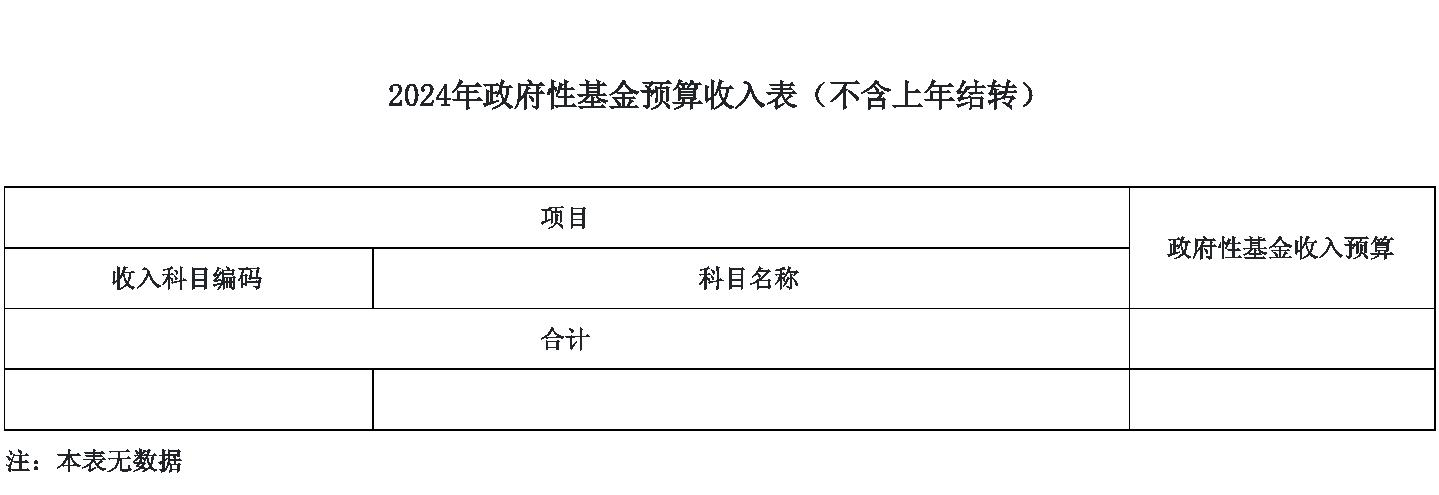 2024年政府性基金预算收入表（不含上年结转）
项目
政府性基金收入预算
收入科目编码
科目名称
合计
注：本表无数据